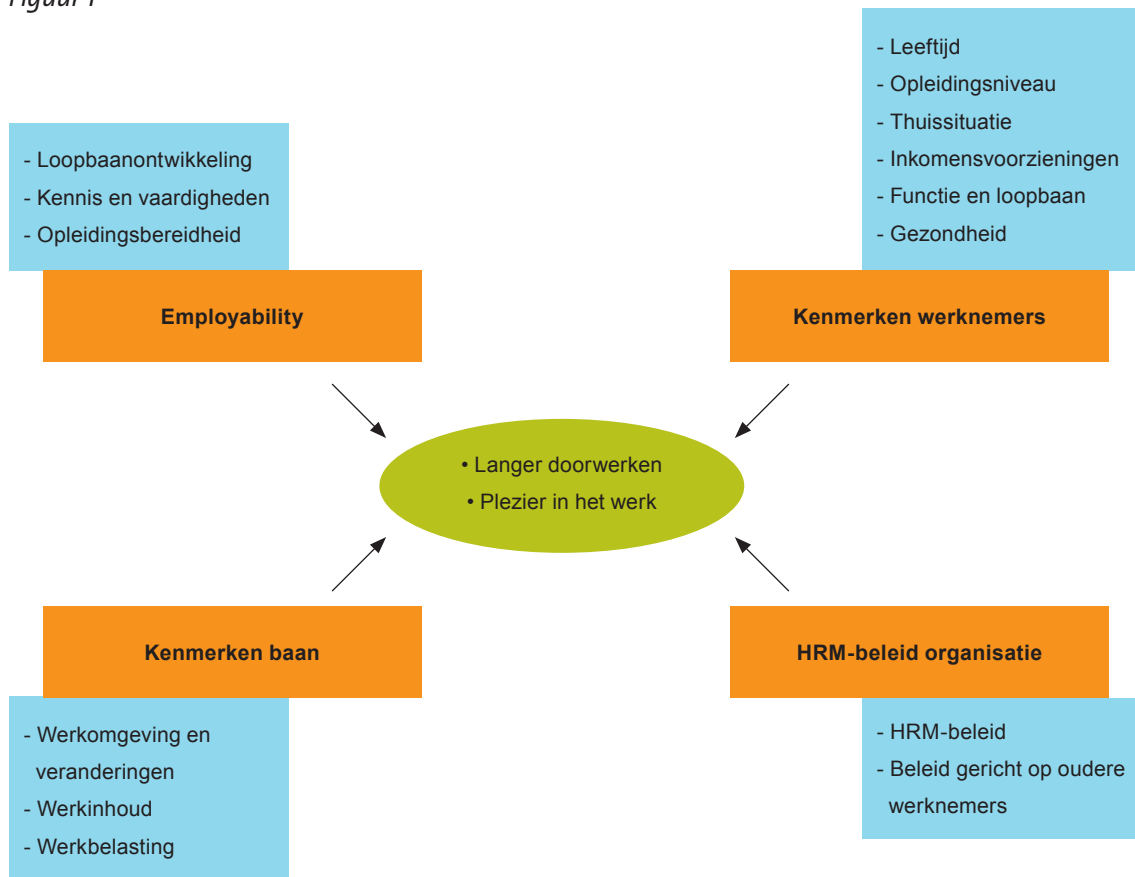 Figuur 1
- Loopbaanontwikkeling
- Kennis en vaardigheden
- Opleidingsbereidheid
Employability
- Leeftijd
- Opleidingsniveau
- Thuissituatie
- Inkomensvoorzieningen
- Functie en loopbaan
- Gezondheid
Kenmerken werknemers
• Langer doorwerken
• Plezier in het werk
Kenmerken baan
- Werkomgeving en
veranderingen
- Werkinhoud
- Werkbelasting
HRM-beleid organisatie
- HRM-beleid
- Beleid gericht op oudere
werknemers